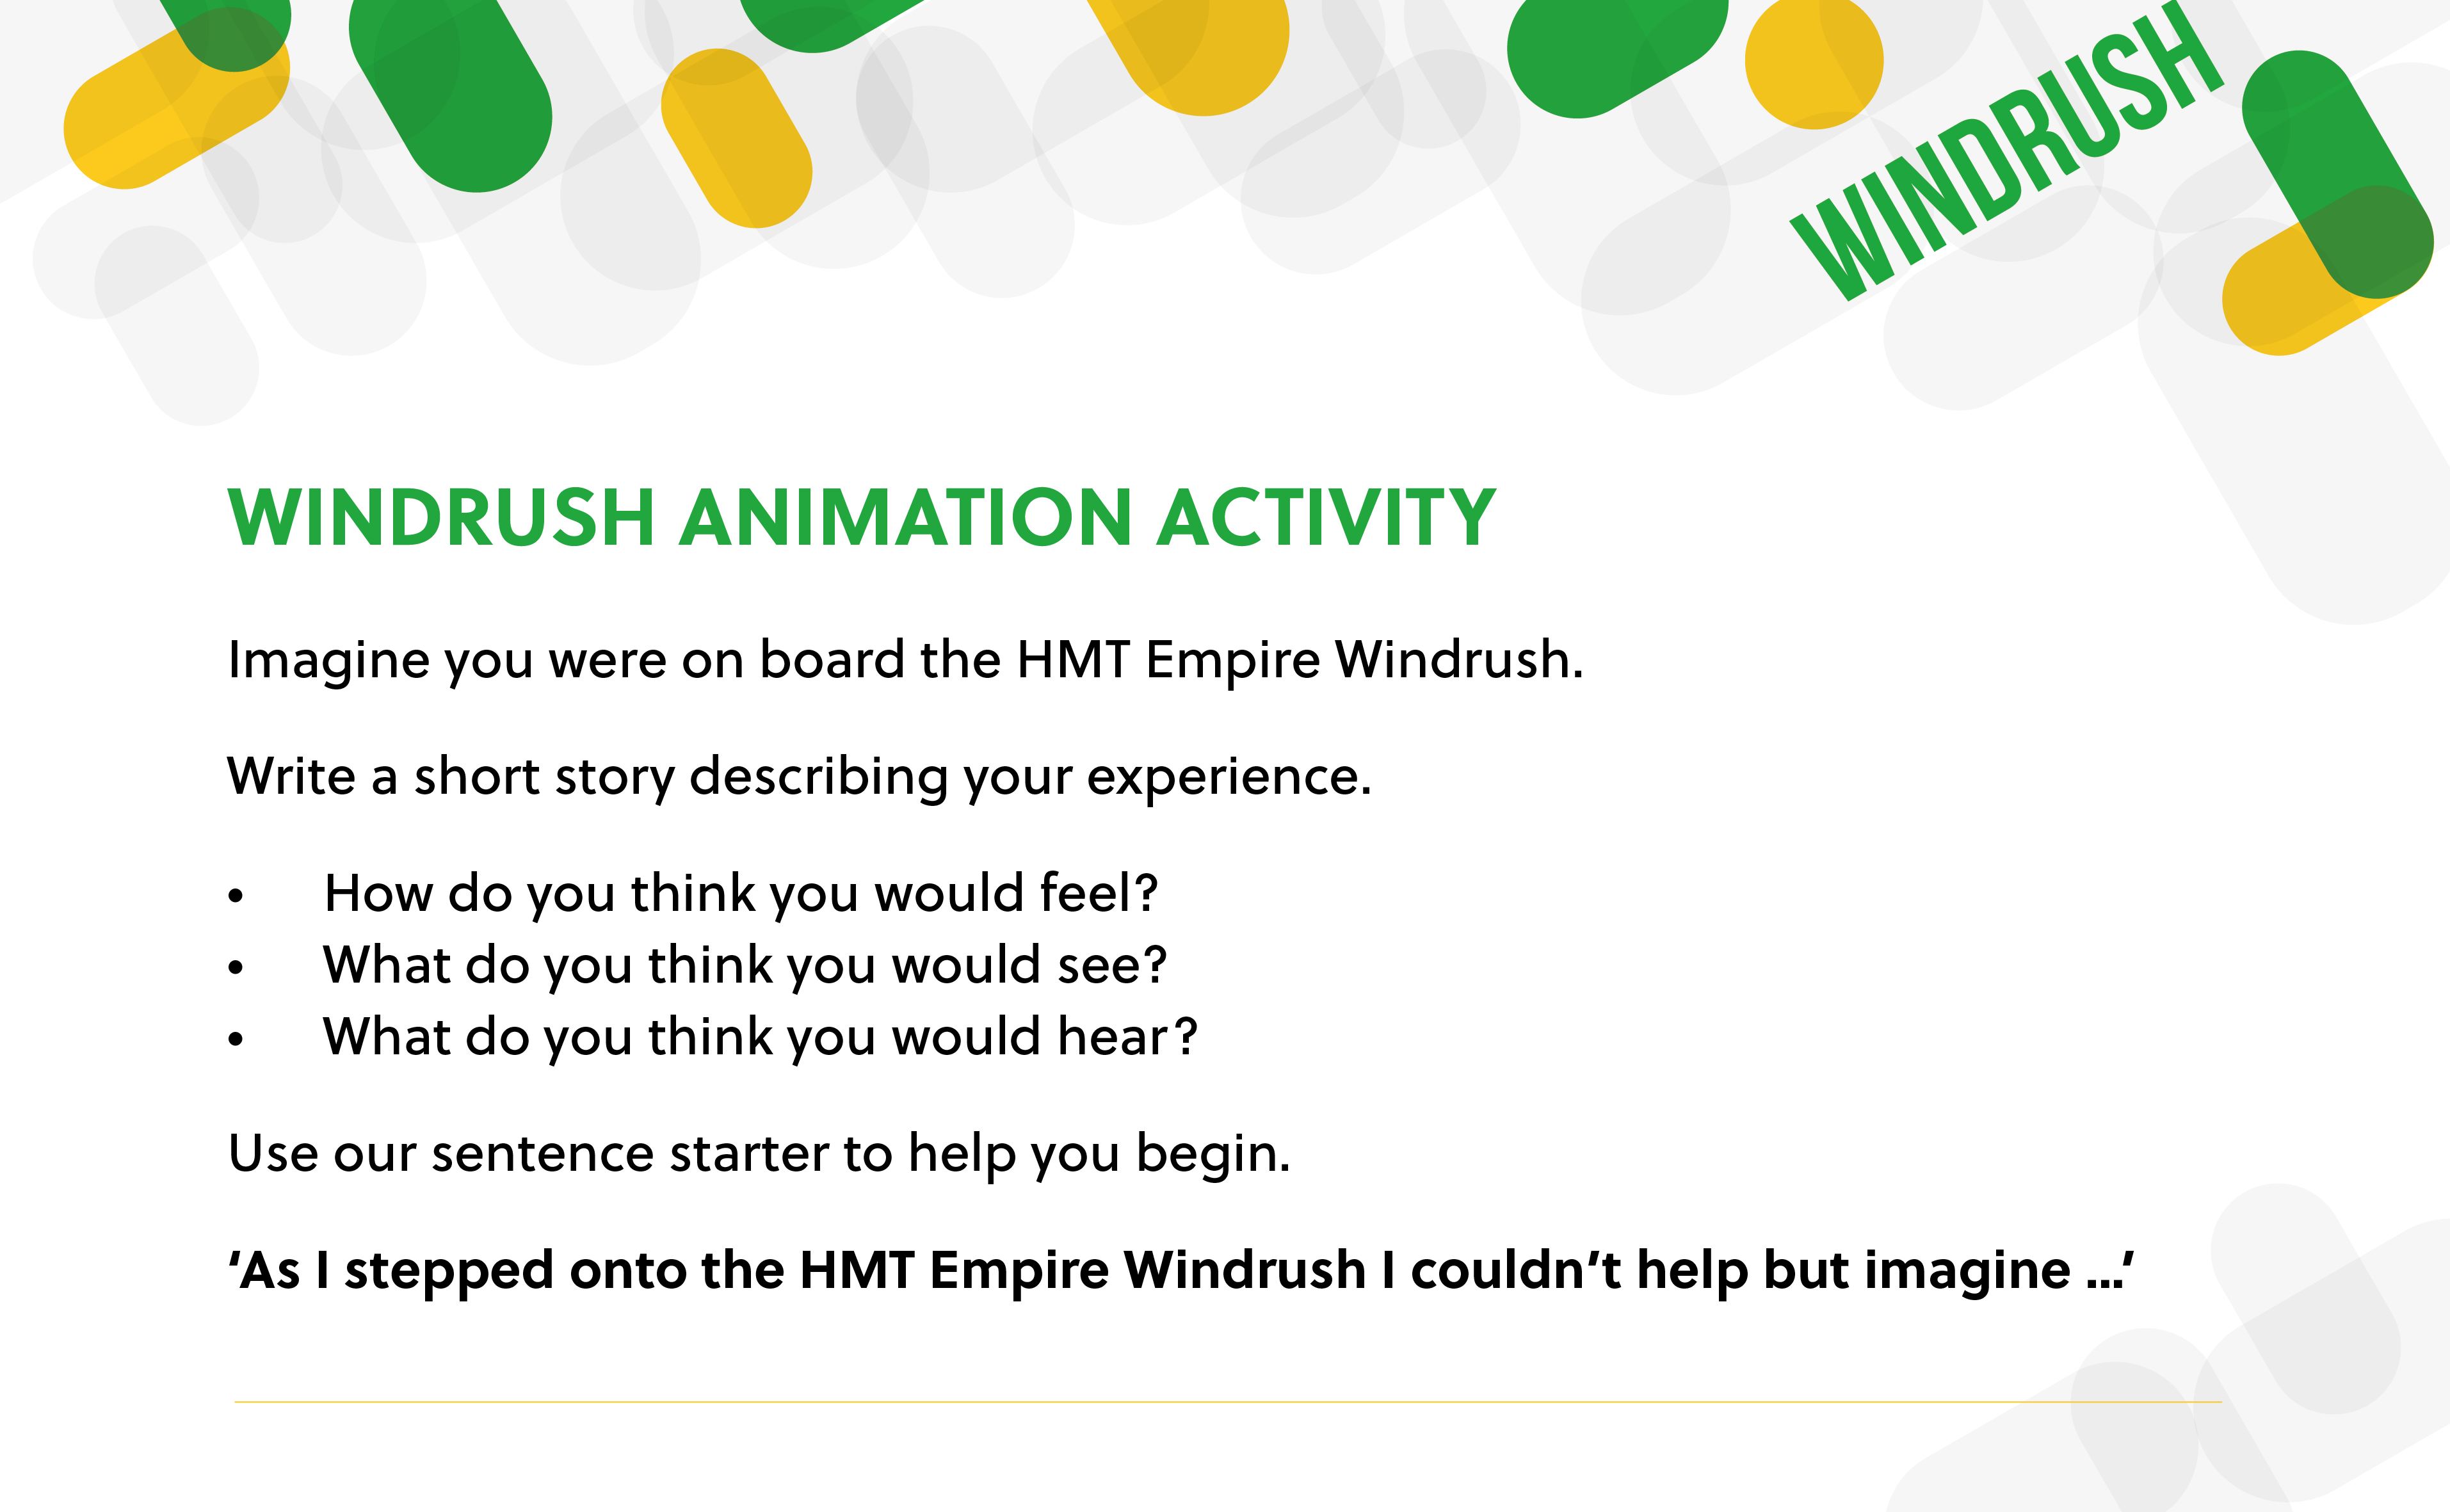 WINDRUSH
WINDRUSH ANIMATION ACTIVITY
Imagine you were on board the HMT Empire Windrush.
Write a short story describing your experience.
• How do you think you would feel?
• What do you think you would see?
• What do you think you would hear?
Use our sentence starter to help you begin.
‘As I stepped onto the HMT Empire Windrush I couldn’t help but imagine ...’